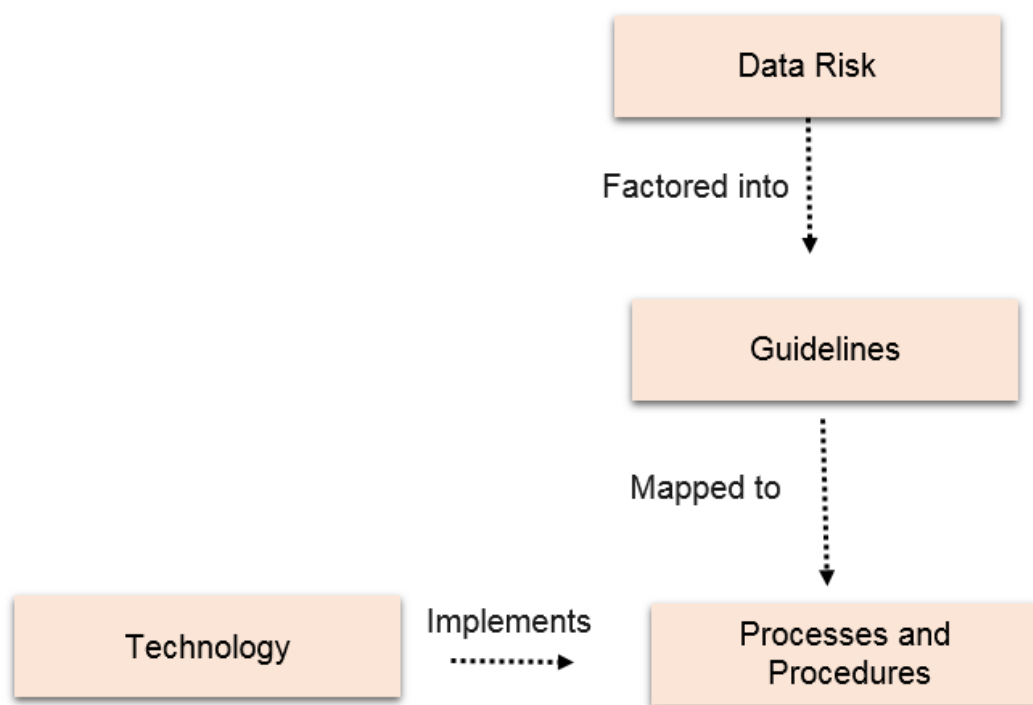 Data Risk
Factored into
Guidelines
Mapped to
Technology
Implements
Processes and
Procedures